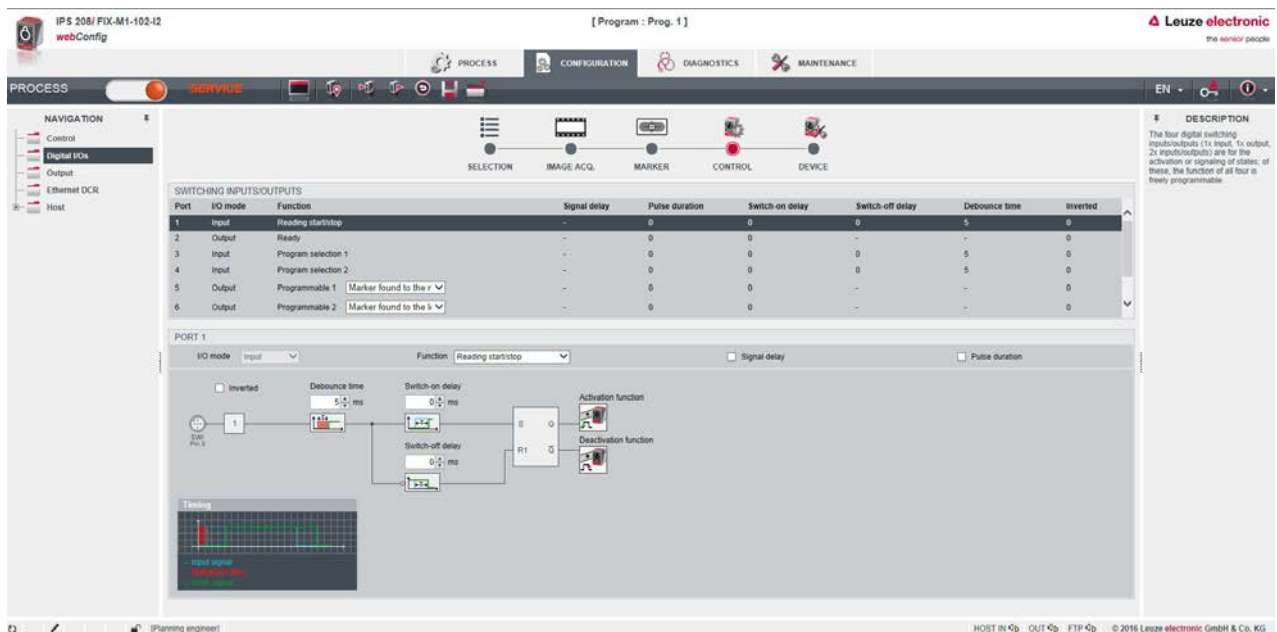 IPS 208i FIX-M1-102-I2
webConfig
[ Program : Prog. 1 ]
Leuze electronic
the sensor people
PROCESS
CONFIGURATION
DIAGNOSTICS
MAINTENANCE
PROCESS
SERVICE
EN
NAVIGATION
Control
Digital I/Os
Output
Ethernet DCR
Host
SELECTION
IMAGE ACQ.
MARKER
CONTROL
DEVICE
DESCRIPTION
The four digital switching
inputs/outputs (1x input, 1x output,
2x inputs/outputs) are for the
activation or signaling of states; of
these, the function of all four is
freely programmable.
SWITCHING INPUTS/OUTPUTS
Port I/O mode Function Signal delay Pulse duration Switch-on delay Switch-off delay Debounce time Inverted
1 Input Reading start/stop - 0 0 0 5 0
2 Output Ready - 0 0 - - 0
3 Input Program selection 1 - 0 0 0 5 0
4 Input Program selection 2 - 0 0 0 5 0
5 Output Programmable 1 Marker found to the r - 0 0 - - 0
6 Output Programmable 2 Marker found to the l - 0 0 - - 0
PORT 1
I/O mode Input Function Reading start/stop Signal delay Pulse duration
Inverted
Debounce time
5 ms
Switch-on delay
0 ms
Activation function
1
S Q
SWI
Pin 2
Switch-off delay
0 ms
Deactivation function
R1 Q̅
Timing
Input signal
[Planning engineer]
HOST IN OUT FTP © 2016 Leuze electronic GmbH & Co. KG